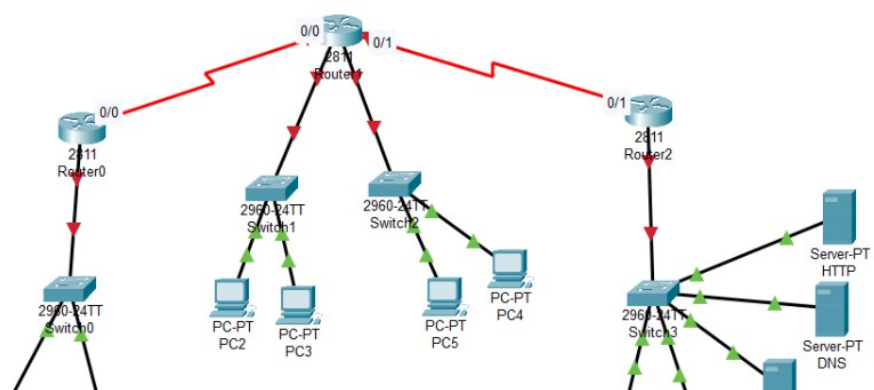 0/0
0/1
2811
Router1
0/0
2811
Router0
0/1
2811
Router2
2960-24TT
Switch1
2960-24TT
Switch2
Server-PT
HTTP
2960-24TT
Switch0
PC-PT
PC2
PC-PT
PC3
PC-PT
PC5
PC-PT
PC4
2960-24TT
Switch3
Server-PT
DNS